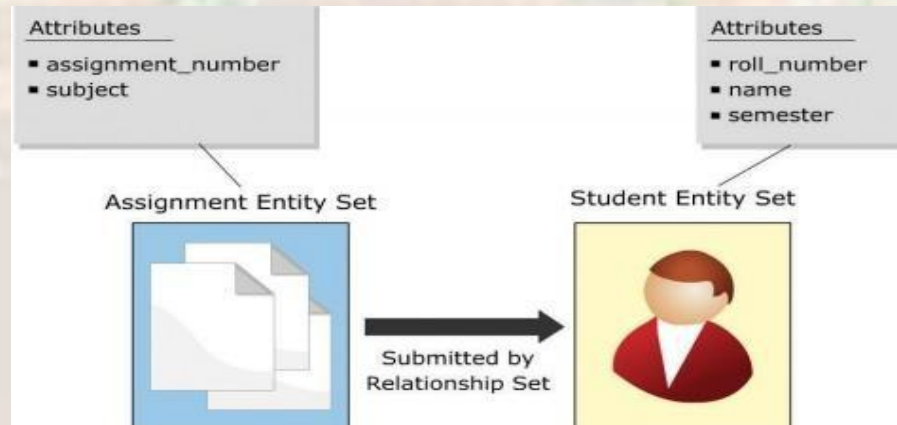 Attributes
▪ assignment_number
▪ subject
Attributes
▪ roll_number
▪ name
▪ semester
Assignment Entity Set
Student Entity Set
Submitted by
Relationship Set